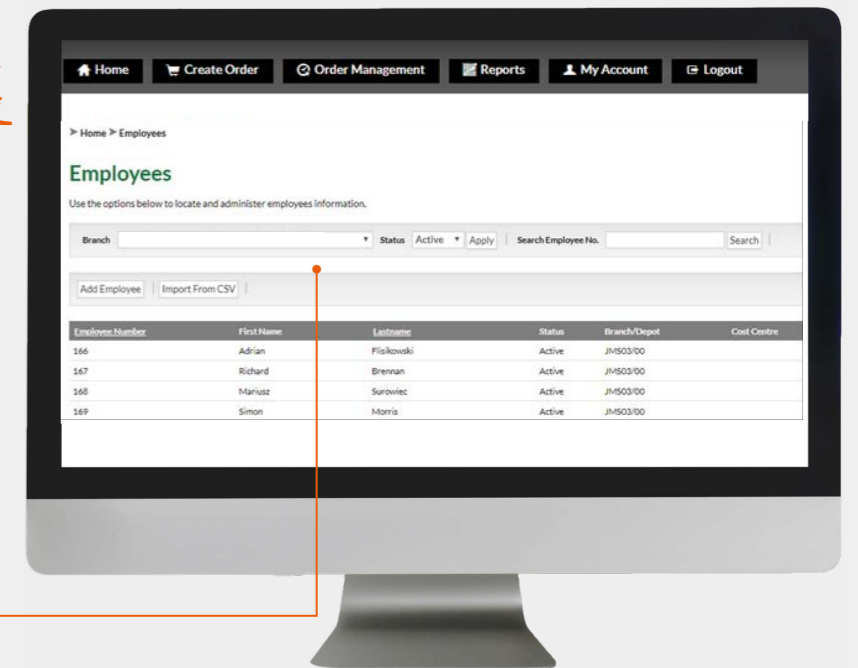 Home Create Order Order Management Reports My Account Logout
> Home > Employees
Employees
Use the options below to locate and administer employees information.
Branch Status Active Apply Search Employee No. Search
Add Employee Import From CSV
Employee Number First Name Lastname Status Branch/Depot Cost Centre
166 Adrian Flisikowski Active JMS03/00
167 Richard Brennan Active JMS03/00
168 Mariusz Surowiec Active JMS03/00
169 Simon Morris Active JMS03/00